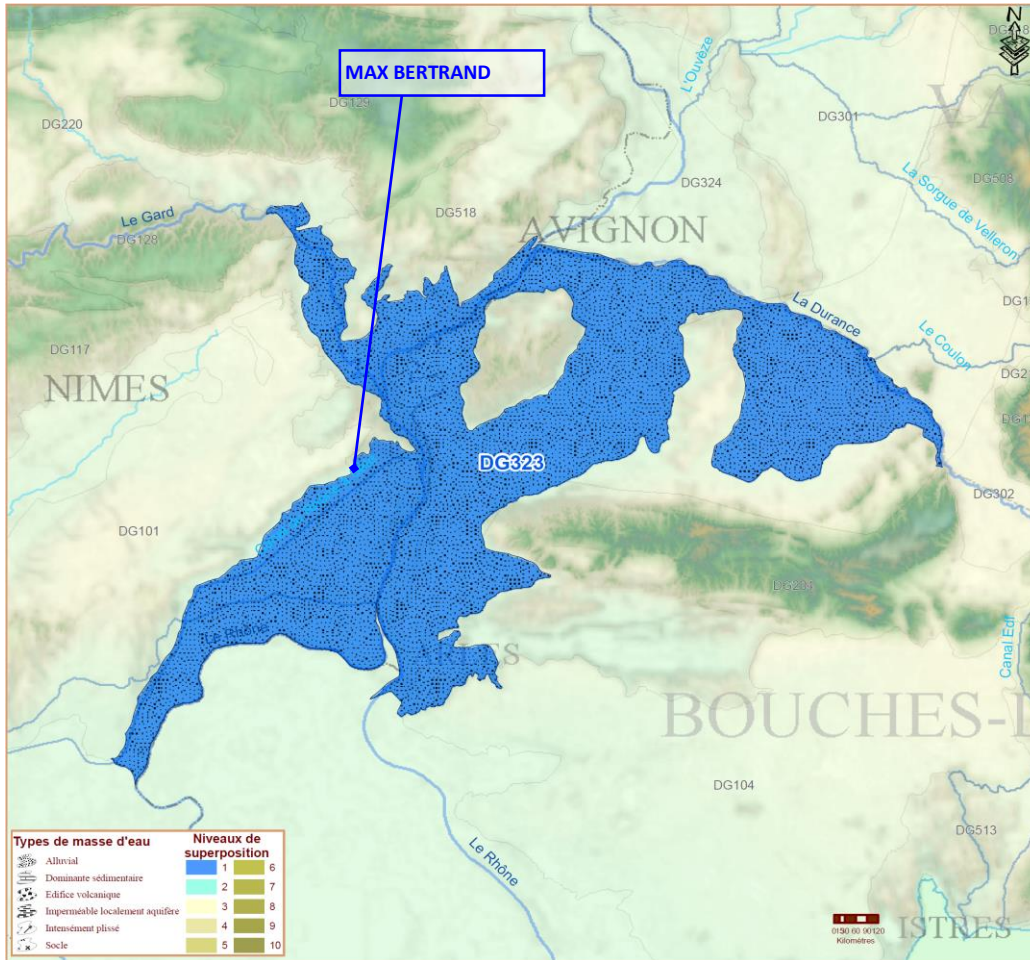 N
MAX BERTRAND
L'Ouvèze
DG129
DG220
DG301
VA
DG324
DG508
La Sorgue de Velleron
Le Gard
DG518
DG128
AVIGNON
La Durance
Le Coulon
DG117
NIMES
DG323
DG302
DG101
Le Rhône
Canal Edf
BOUCHES-D
DG104
DG513
Le Rhône
ISTRES
Types de masse d'eau
Alluvial
Dominante sédimentaire
Edifice volcanique
Imperméable localement aquifère
Intensément plissé
Socle
Niveaux de
superposition
1 6
2 7
3 8
4 9
5 10
Kilomètres